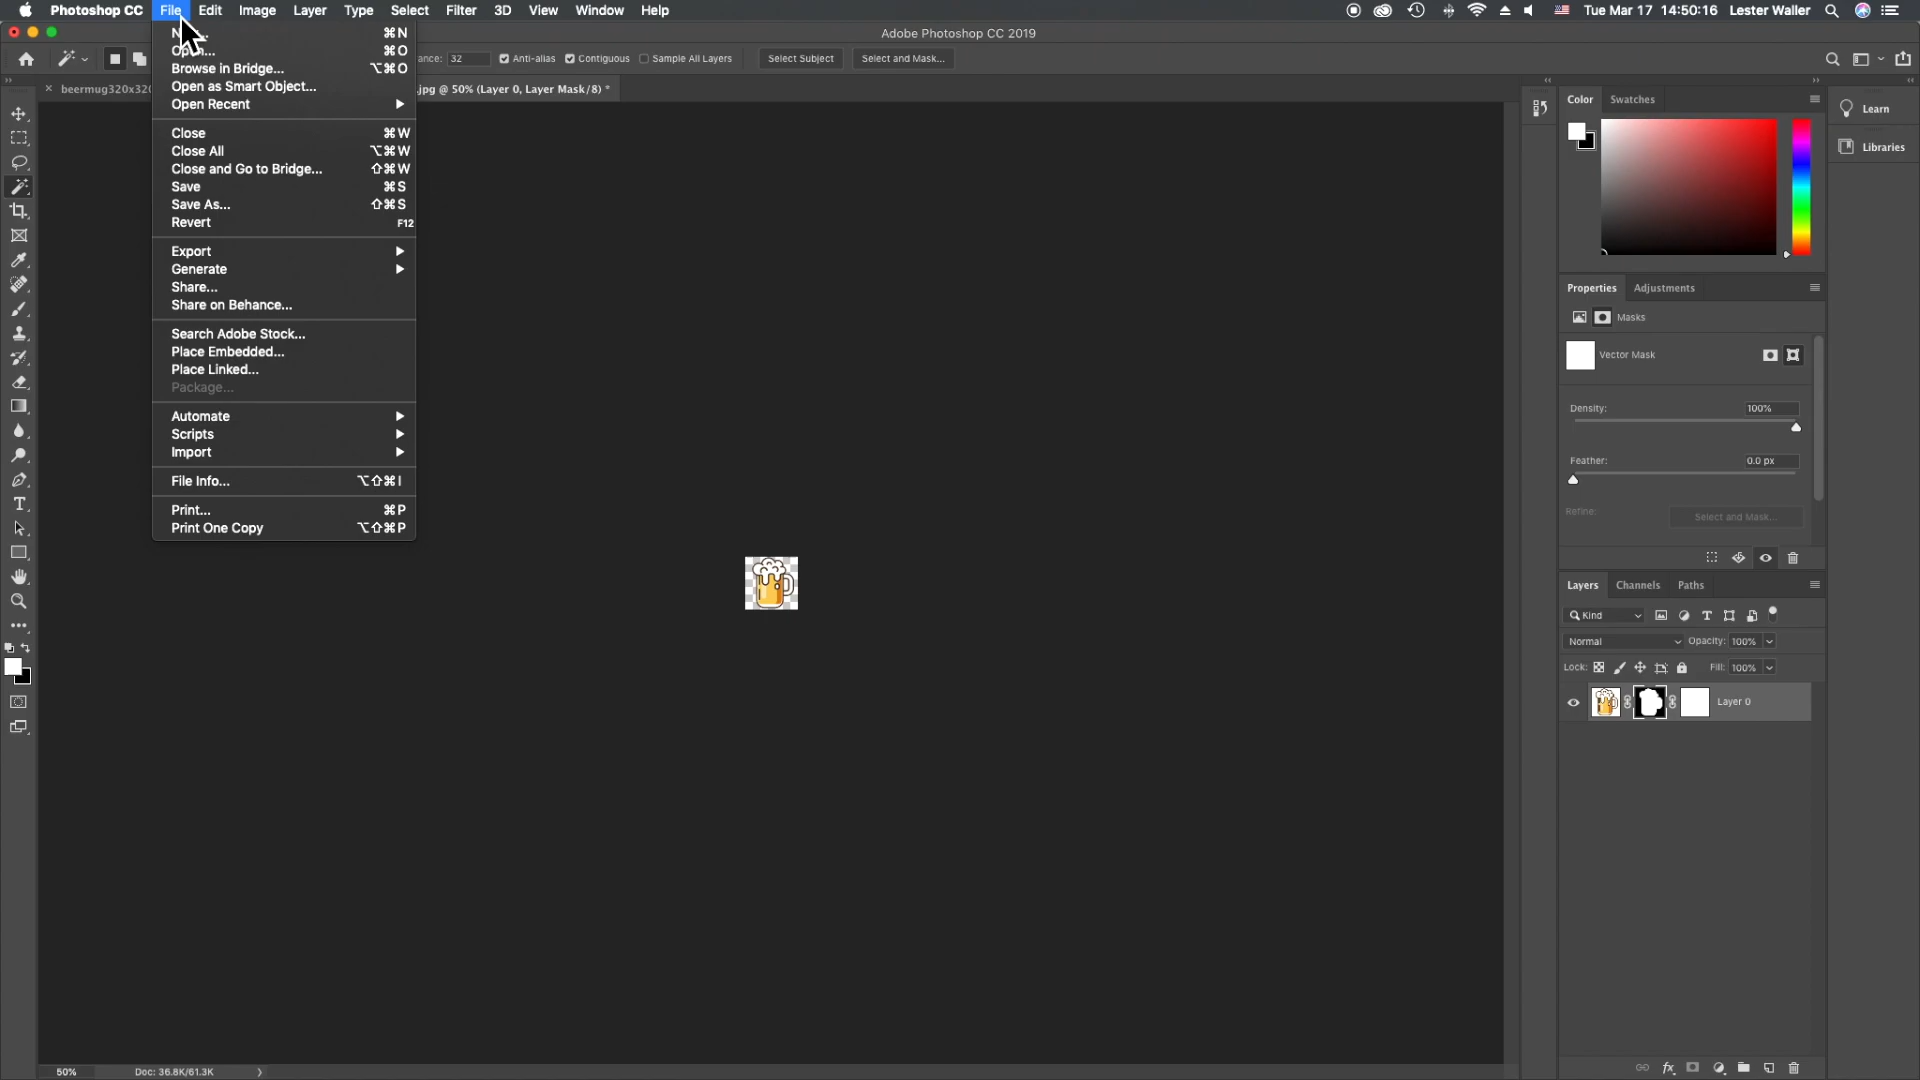 Photoshop CC File Edit Image Layer Type Select Filter 3D View Window Help Tue Mar 17 14:50:16 Lester Waller
Adobe Photoshop CC 2019
32 Anti-alias Contiguous Sample All Layers Select Subject Select and Mask...
× beermug320x320 .jpg @ 50% (Layer 0, Layer Mask/8) *
⌘N
⌘O
Browse in Bridge... ⌥⌘O
Open as Smart Object...
Open Recent
Close ⌘W
Close All ⌥⌘W
Close and Go to Bridge... ⇧⌘W
Save ⌘S
Save As... ⇧⌘S
Revert F12
Export
Generate
Share...
Share on Behance...
Search Adobe Stock...
Place Embedded...
Place Linked...
Package...
Automate
Scripts
Import
File Info... ⌥⇧⌘I
Print... ⌘P
Print One Copy ⌥⇧⌘P
Color Swatches
Learn
Libraries
Properties Adjustments
Masks
Vector Mask
Density: 100%
Feather: 0.0 px
Refine: Select and Mask...
Layers Channels Paths
Kind
Normal Opacity: 100%
Lock: Fill: 100%
Layer 0
50% Doc: 36.8K/61.3K